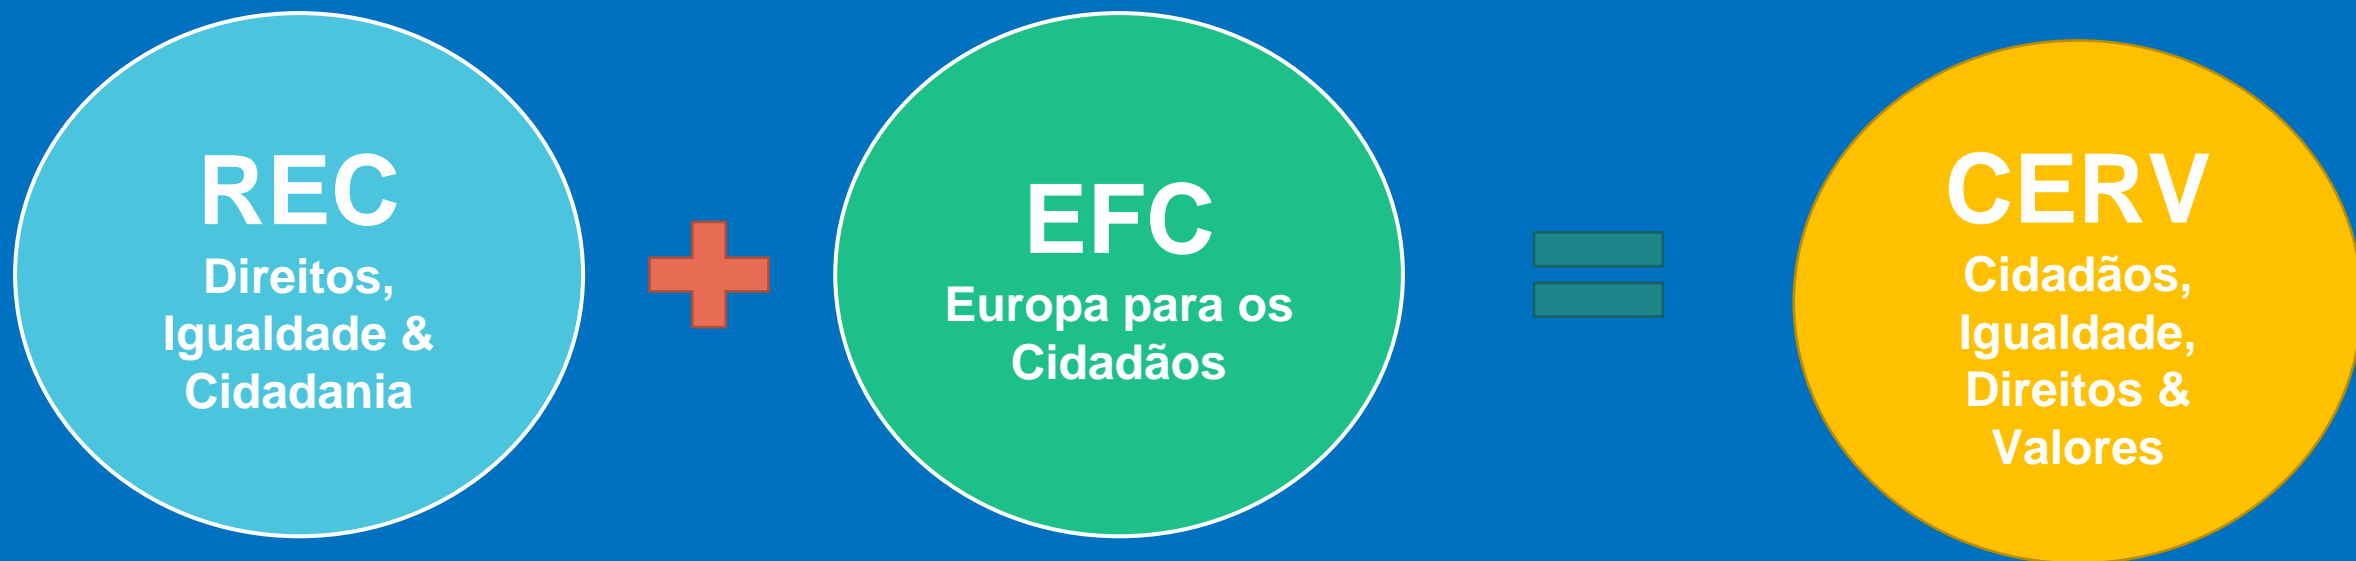 REC
Direitos,
Igualdade &
Cidadania
EFC
Europa para os
Cidadãos
CERV
Cidadãos,
Igualdade,
Direitos &
Valores